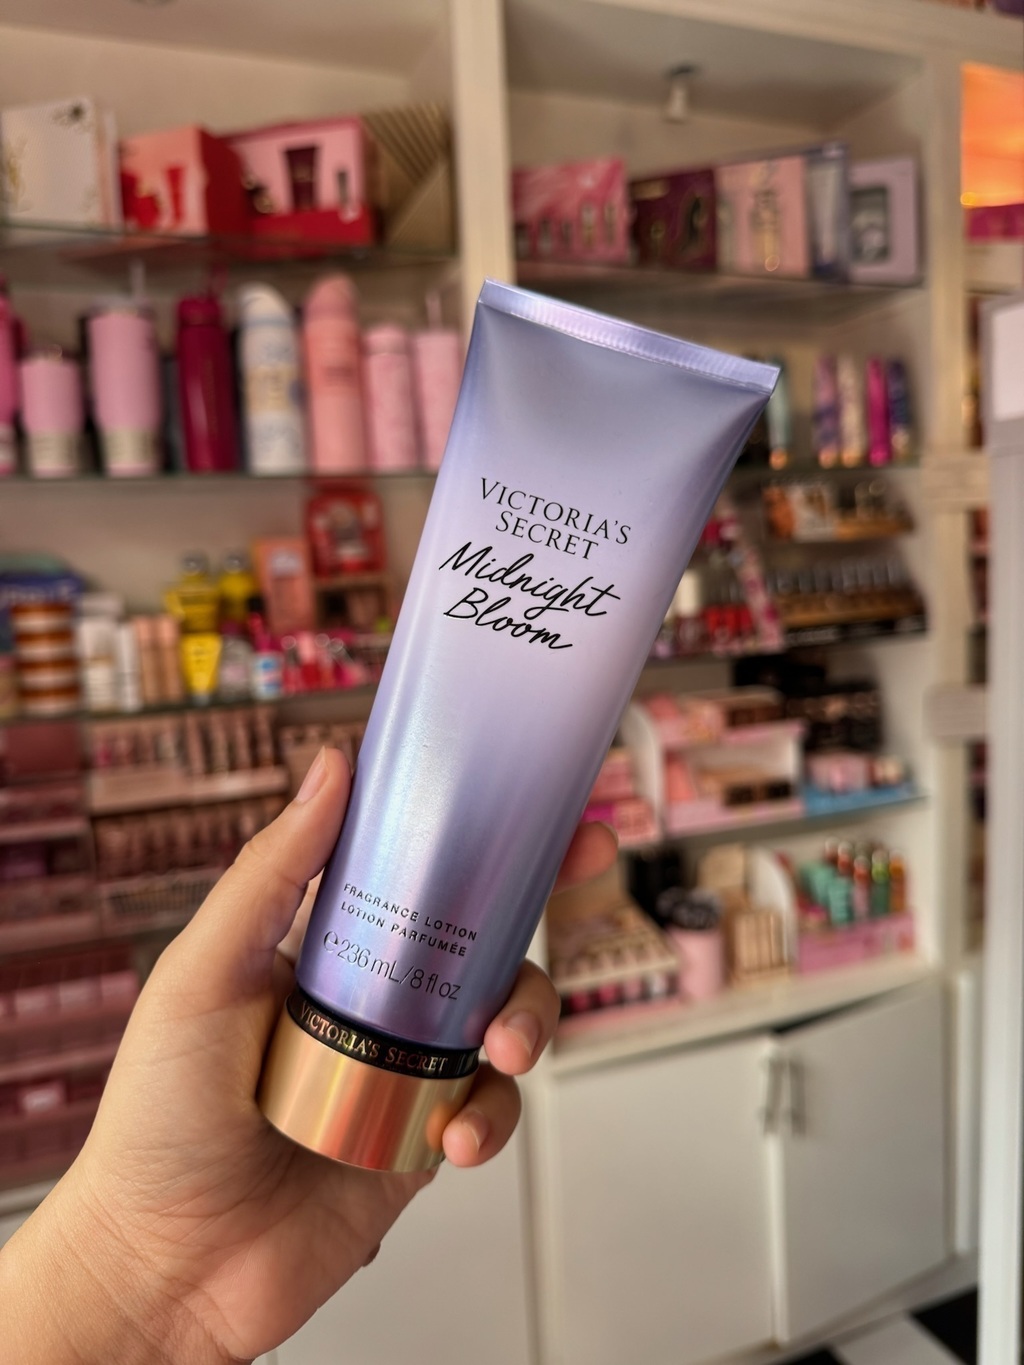 VICTORIA'S
SECRET
Midnight
Bloom
FRAGRANCE LOTION
LOTION PARFUMÉE
℮ 236 mL/8 fl oz
VICTORIA'S SECRET